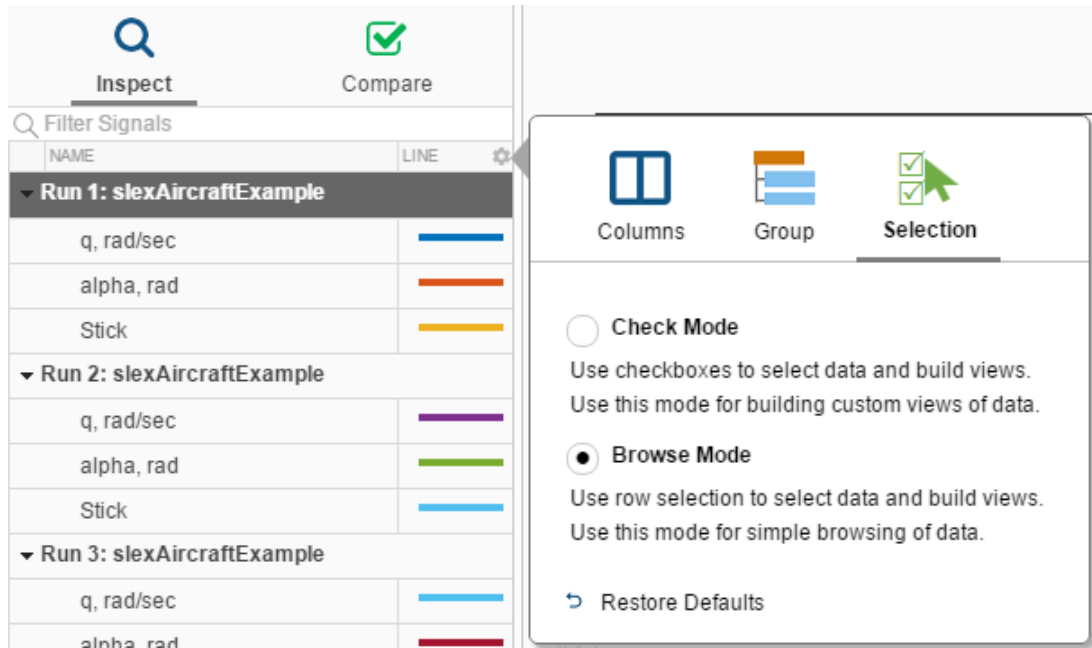 Inspect
Compare
Filter Signals
NAME LINE
Run 1: slexAircraftExample
q, rad/sec
alpha, rad
Stick
Run 2: slexAircraftExample
q, rad/sec
alpha, rad
Stick
Run 3: slexAircraftExample
q, rad/sec
alpha, rad
Columns
Group
Selection
Check Mode
Use checkboxes to select data and build views.
Use this mode for building custom views of data.
Browse Mode
Use row selection to select data and build views.
Use this mode for simple browsing of data.
Restore Defaults